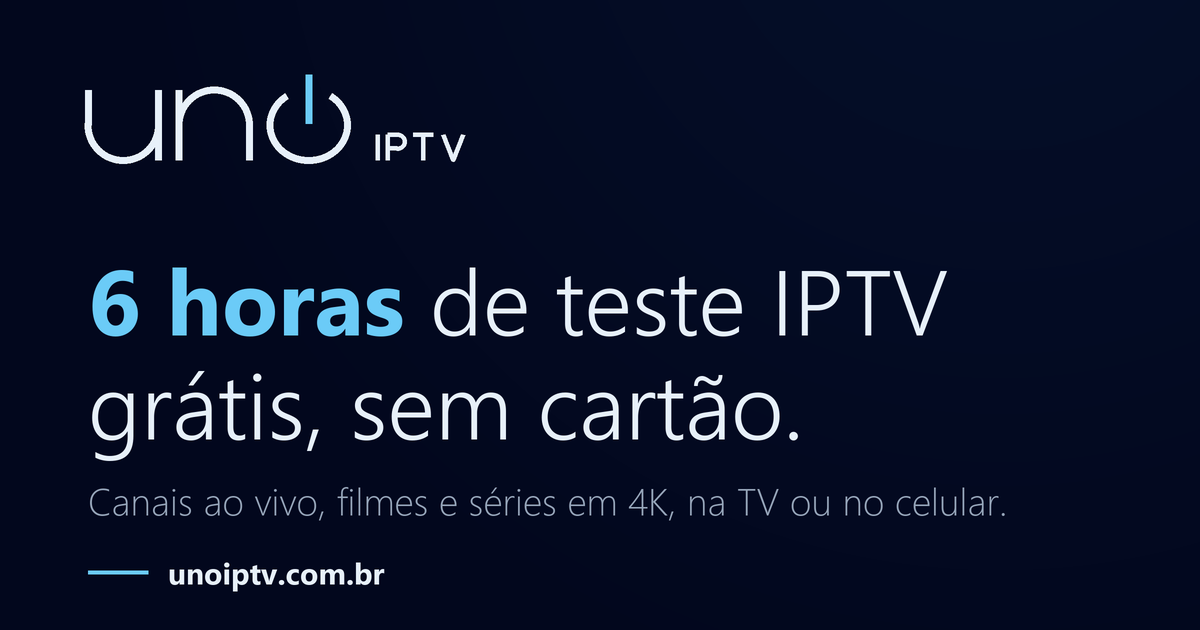 uno IPTV
6 horas de teste IPTV
grátis, sem cartão.
Canais ao vivo, filmes e séries em 4K, na TV ou no celular.
unoiptv.com.br